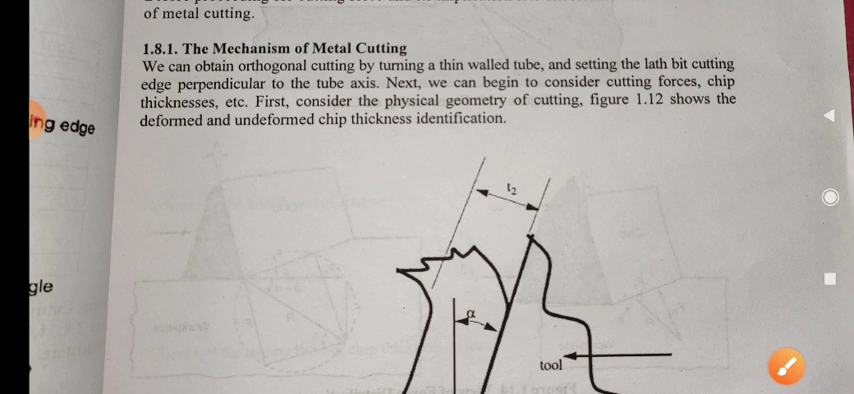 of metal cutting.
1.8.1. The Mechanism of Metal Cutting
We can obtain orthogonal cutting by turning a thin walled tube, and setting the lath bit cutting
edge perpendicular to the tube axis. Next, we can begin to consider cutting forces, chip
thicknesses, etc. First, consider the physical geometry of cutting, figure 1.12 shows the
deformed and undeformed chip thickness identification.
ing edge
t2
gle
α
tool